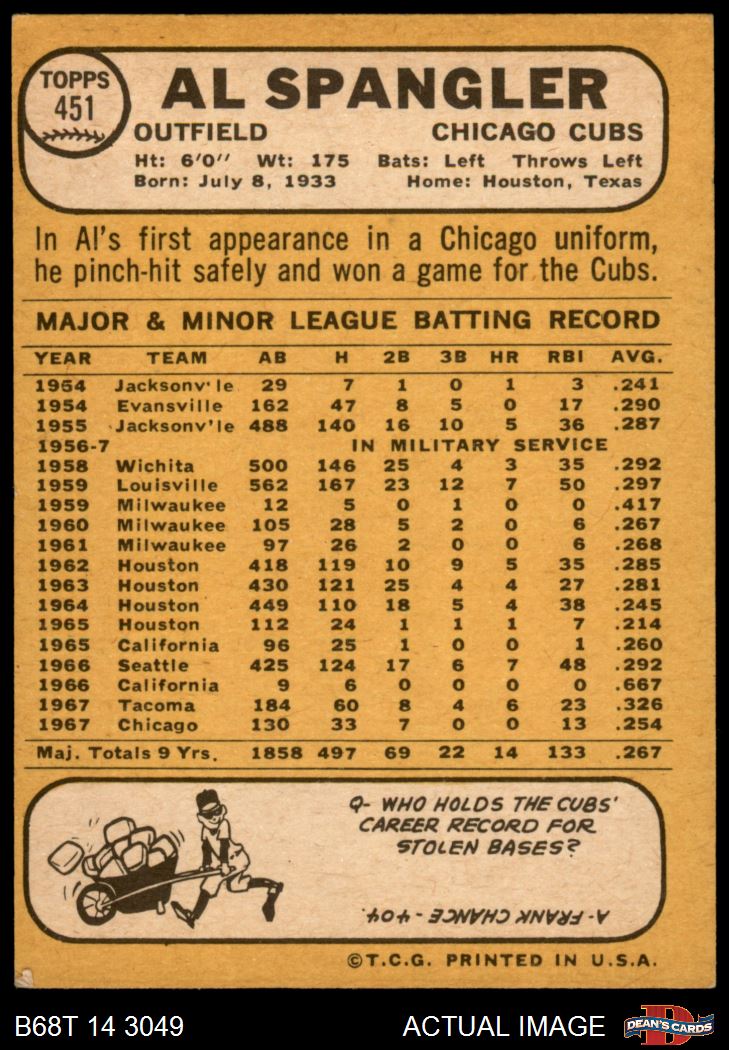 TOPPS
451
AL SPANGLER
OUTFIELD CHICAGO CUBS
Ht: 6'0" Wt: 175 Bats: Left Throws Left
Born: July 8, 1933 Home: Houston, Texas
In Al's first appearance in a Chicago uniform,
he pinch-hit safely and won a game for the Cubs.
MAJOR & MINOR LEAGUE BATTING RECORD
YEAR TEAM AB H 2B 3B HR RBI AVG.
1954 Jacksonv'le 29 7 1 0 1 3 .241
1954 Evansville 162 47 8 5 0 17 .290
1955 Jacksonv'le 488 140 16 10 5 36 .287
1956-7 IN MILITARY SERVICE
1958 Wichita 500 146 25 4 3 35 .292
1959 Louisville 562 167 23 12 7 50 .297
1959 Milwaukee 12 5 0 1 0 0 .417
1960 Milwaukee 105 28 5 2 0 6 .267
1961 Milwaukee 97 26 2 0 0 6 .268
1962 Houston 418 119 10 9 5 35 .285
1963 Houston 430 121 25 4 4 27 .281
1964 Houston 449 110 18 5 4 38 .245
1965 Houston 112 24 1 1 1 7 .214
1965 California 96 25 1 0 0 1 .260
1966 Seattle 425 124 17 6 7 48 .292
1966 California 9 6 0 0 0 0 .667
1967 Tacoma 184 60 8 4 6 23 .326
1967 Chicago 130 33 7 0 0 13 .254
Maj. Totals 9 Yrs. 1858 497 69 22 14 133 .267
Q- WHO HOLDS THE CUBS'
CAREER RECORD FOR
STOLEN BASES?
A- FRANK CHANCE - 404.
©T.C.G. PRINTED IN U.S.A.
B68T 14 3049 ACTUAL IMAGE
D
DEAN'S CARDS